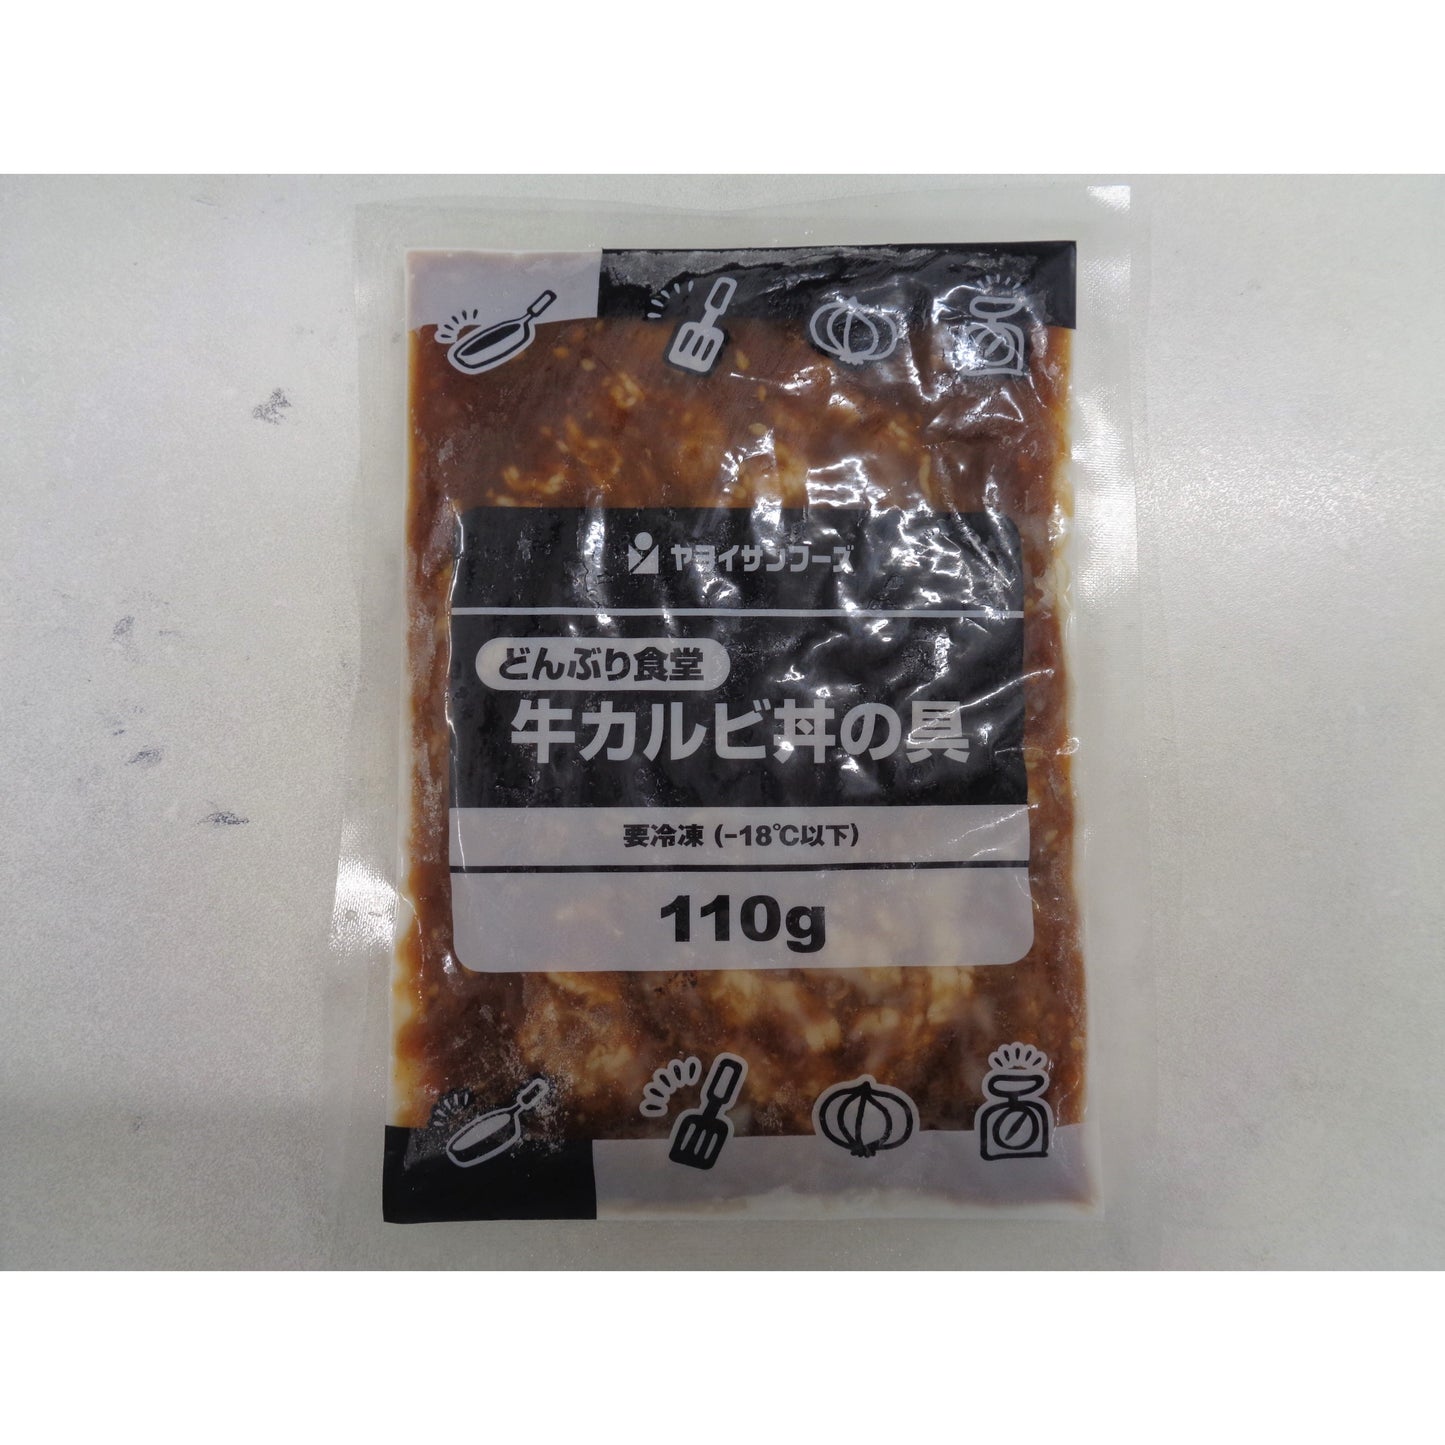 ヤヨイサンフーズ
どんぶり食堂
牛カルビ丼の具
要冷凍 (-18℃以下)
110g